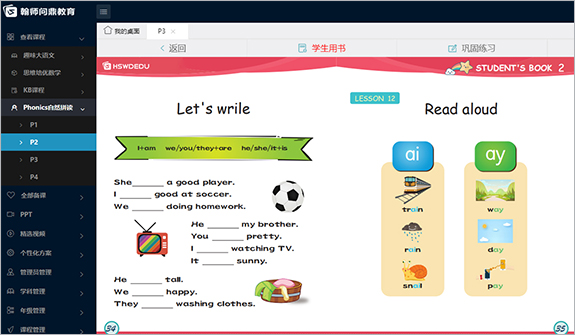 翰师问鼎教育
查看课程
趣味大语文
思维培优数学
KB课程
Phonics自然拼读
P1
P2
P3
P4
全部备课
PPT
精选视频
个性化方案
管理员管理
学科管理
年级管理
课程管理
我的桌面
P3 ×
< 返回
学生用书
巩固练习
HSWDEDU
STUDENT'S BOOK 2
Let's wrile
I+am we/you/they+are he/she/it+is
She______ a good player.
I ______ good at soccer.
We ______ doing homework.
He ______ my brother.
You ______ pretty.
I ______ watching TV.
It ______ sunny.
He ______ tall.
We ______ happy.
They ______ washing clothes.
34
LESSON 12
Read aloud
ai
ay
train
way
rain
day
snail
pay
35